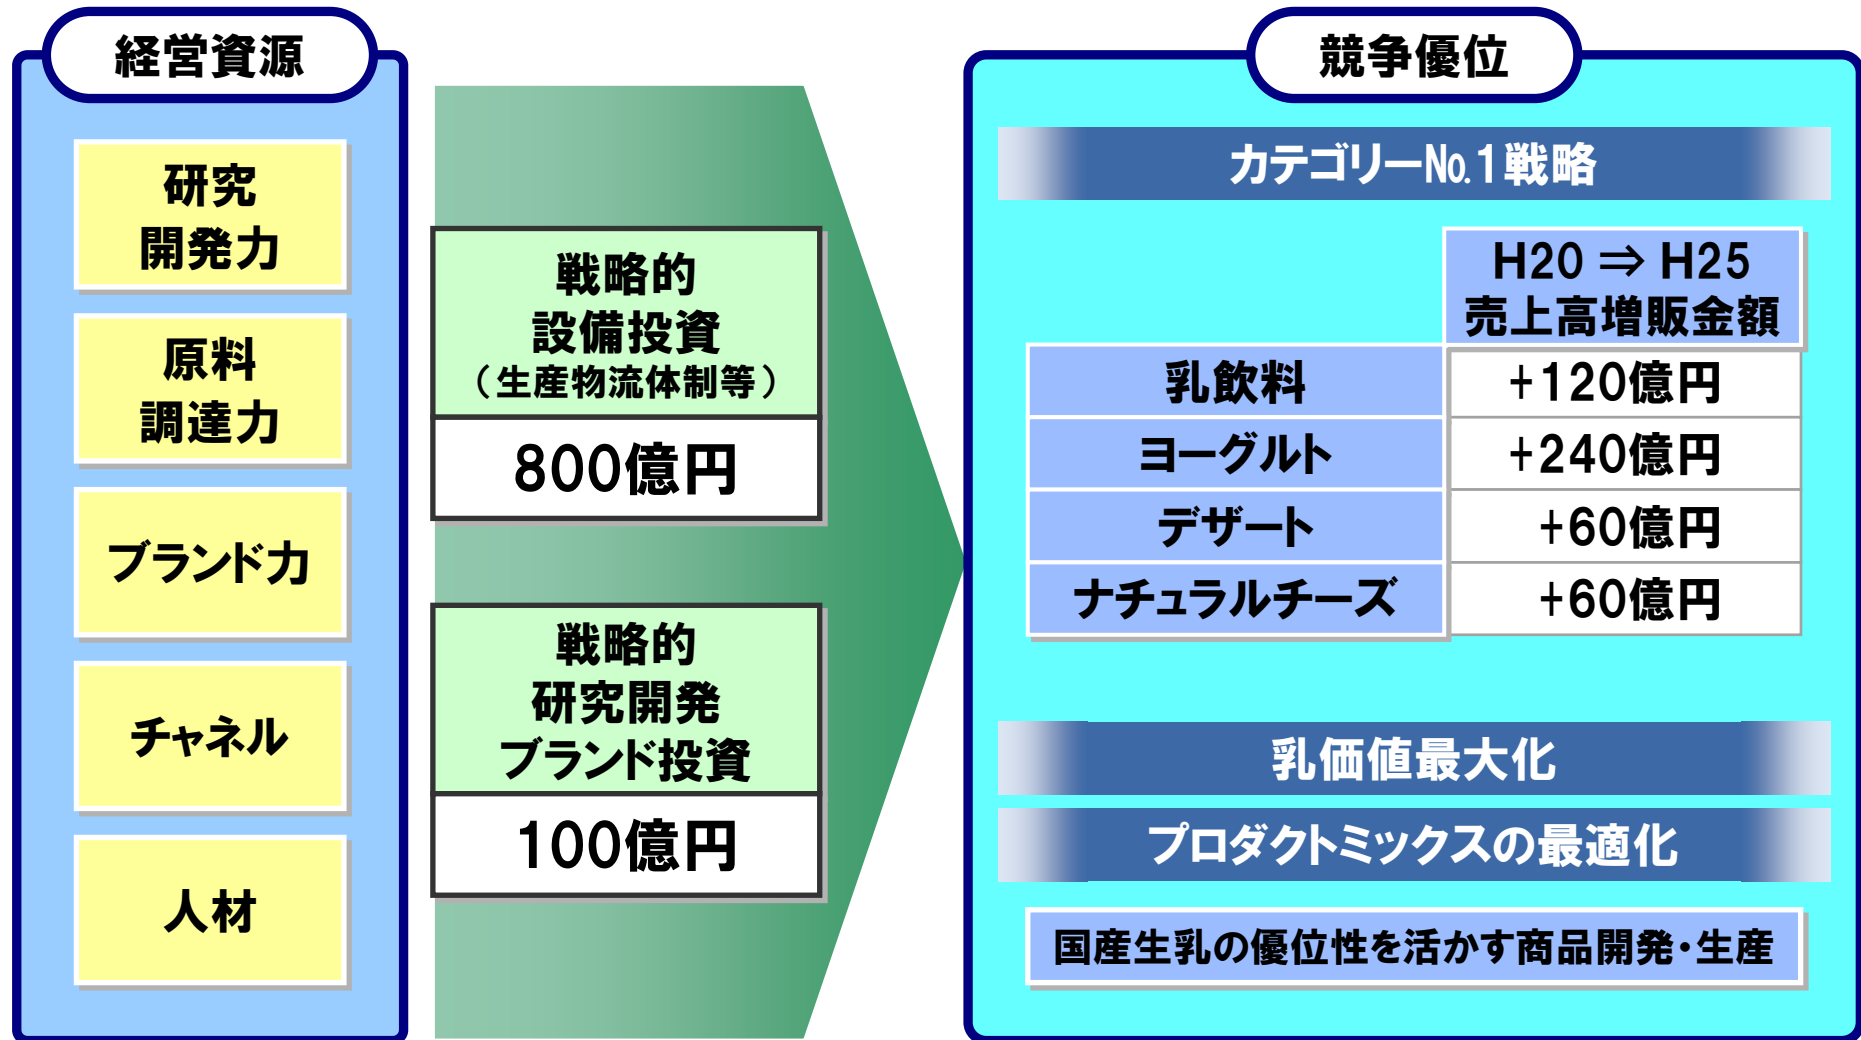 経営資源
研究
開発力
原料
調達力
ブランド力
チャネル
人材
戦略的
設備投資
（生産物流体制等）
800億円
戦略的
研究開発
ブランド投資
100億円
競争優位
カテゴリー№１戦略
H20 ⇒ H25
売上高増販金額
乳飲料 +120億円
ヨーグルト +240億円
デザート +60億円
ナチュラルチーズ +60億円
乳価値最大化
プロダクトミックスの最適化
国産生乳の優位性を活かす商品開発・生産